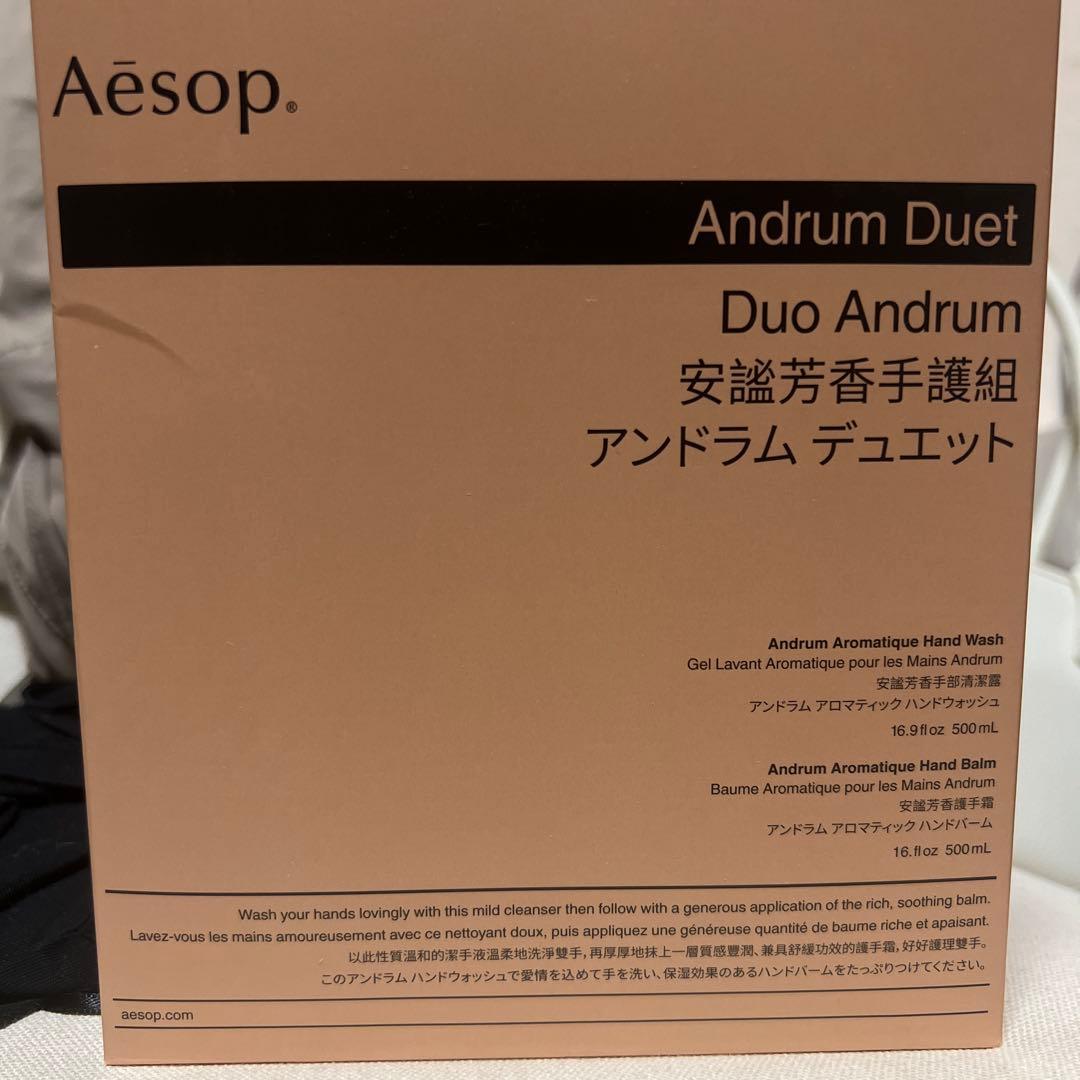 Aēsop®
Andrum Duet
Duo Andrum
安謐芳香手護組
アンドラム デュエット
Andrum Aromatique Hand Wash
Gel Lavant Aromatique pour les Mains Andrum
安謐芳香手部清潔露
アンドラム アロマティック ハンドウォッシュ
16.9 fl oz 500 mL
Andrum Aromatique Hand Balm
Baume Aromatique pour les Mains Andrum
安謐芳香護手霜
アンドラム アロマティック ハンドバーム
16. fl oz 500 mL
Wash your hands lovingly with this mild cleanser then follow with a generous application of the rich, soothing balm.
Lavez-vous les mains amoureusement avec ce nettoyant doux, puis appliquez une généreuse quantité de baume riche et apaisant.
以此性質溫和的潔手液溫柔地洗淨雙手，再厚厚地抹上一層質感豐潤、兼具舒緩功效的護手霜，好好護理雙手。
このアンドラム ハンドウォッシュで愛情を込めて手を洗い、保湿効果のあるハンドバームをたっぷりつけてください。
aesop.com